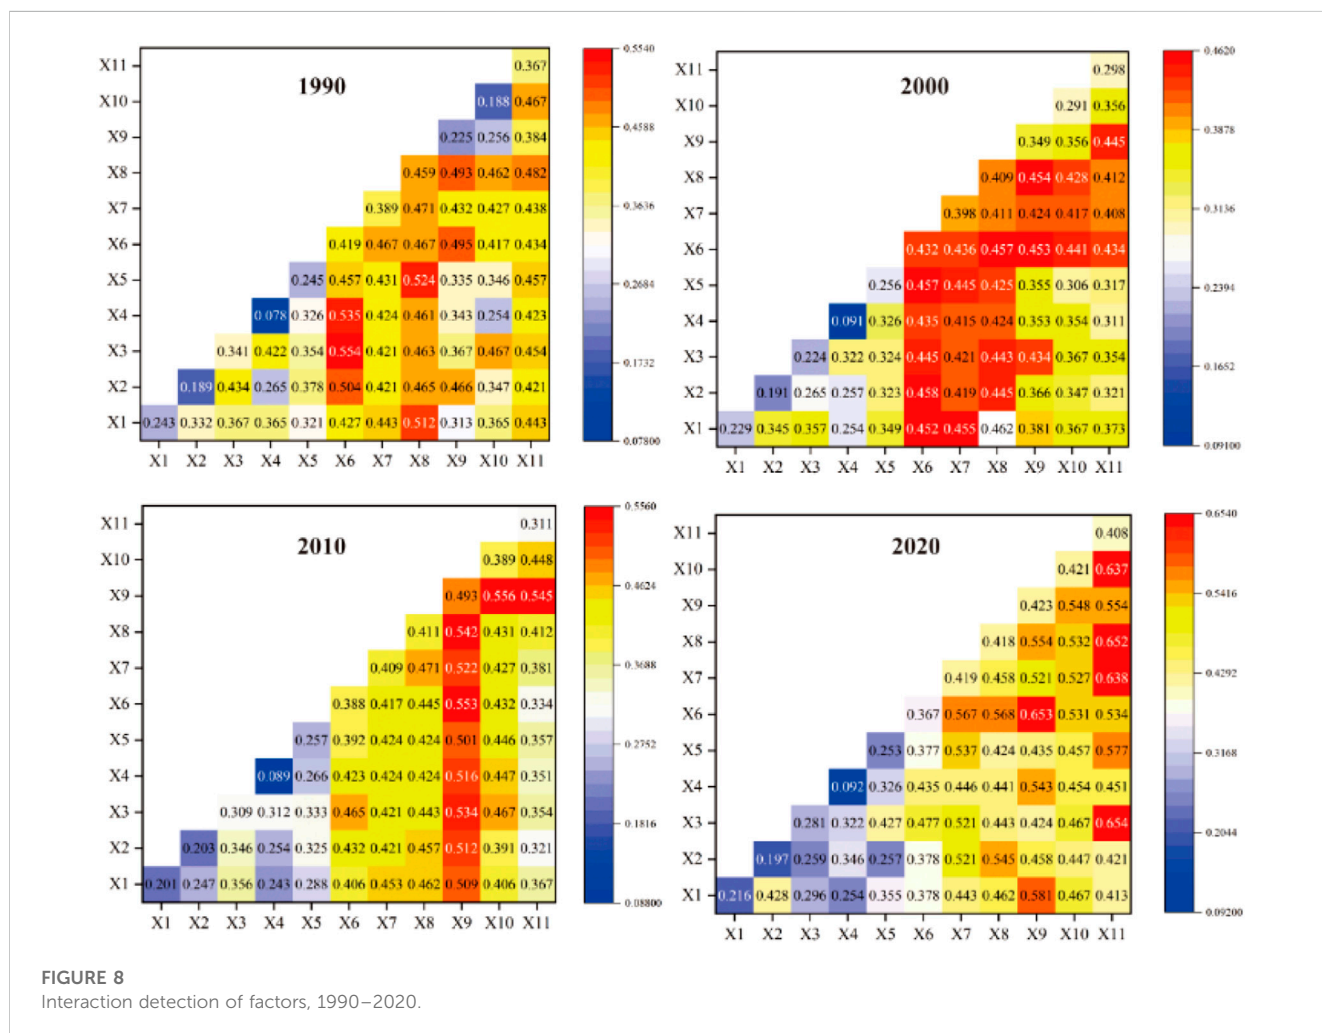 1990
X11 0.367
X10 0.188 0.467
X9 0.225 0.256 0.384
X8 0.459 0.493 0.462 0.482
X7 0.389 0.471 0.432 0.427 0.438
X6 0.419 0.467 0.467 0.495 0.417 0.434
X5 0.245 0.457 0.431 0.524 0.335 0.346 0.457
X4 0.078 0.326 0.535 0.424 0.461 0.343 0.254 0.423
X3 0.341 0.422 0.354 0.554 0.421 0.463 0.367 0.467 0.454
X2 0.189 0.434 0.265 0.378 0.504 0.421 0.465 0.466 0.347 0.421
X1 0.243 0.332 0.367 0.365 0.321 0.427 0.443 0.512 0.313 0.365 0.443
X1 X2 X3 X4 X5 X6 X7 X8 X9 X10 X11
0.5540
0.4588
0.3636
0.2684
0.1732
0.07800
2000
X11 0.298
X10 0.291 0.356
X9 0.349 0.356 0.445
X8 0.409 0.454 0.428 0.412
X7 0.398 0.411 0.424 0.417 0.408
X6 0.432 0.436 0.457 0.453 0.441 0.434
X5 0.256 0.457 0.445 0.425 0.355 0.306 0.317
X4 0.091 0.326 0.435 0.415 0.424 0.353 0.354 0.311
X3 0.224 0.322 0.324 0.445 0.421 0.443 0.434 0.367 0.354
X2 0.191 0.265 0.257 0.323 0.458 0.419 0.445 0.366 0.347 0.321
X1 0.229 0.345 0.357 0.254 0.349 0.452 0.455 0.462 0.381 0.367 0.373
X1 X2 X3 X4 X5 X6 X7 X8 X9 X10 X11
0.4620
0.3878
0.3136
0.2394
0.1652
0.09100
2010
X11 0.311
X10 0.389 0.448
X9 0.493 0.556 0.545
X8 0.411 0.542 0.431 0.412
X7 0.409 0.471 0.522 0.427 0.381
X6 0.388 0.417 0.445 0.553 0.432 0.334
X5 0.257 0.392 0.424 0.424 0.501 0.446 0.357
X4 0.089 0.266 0.423 0.424 0.424 0.516 0.447 0.351
X3 0.309 0.312 0.333 0.465 0.421 0.443 0.534 0.467 0.354
X2 0.203 0.346 0.254 0.325 0.432 0.421 0.457 0.512 0.391 0.321
X1 0.201 0.247 0.356 0.243 0.288 0.406 0.453 0.462 0.509 0.406 0.367
X1 X2 X3 X4 X5 X6 X7 X8 X9 X10 X11
0.5560
0.4624
0.3688
0.2752
0.1816
0.08800
2020
X11 0.408
X10 0.421 0.637
X9 0.423 0.548 0.554
X8 0.418 0.554 0.532 0.652
X7 0.419 0.458 0.521 0.527 0.638
X6 0.367 0.567 0.568 0.653 0.531 0.534
X5 0.253 0.377 0.537 0.424 0.435 0.457 0.577
X4 0.092 0.326 0.435 0.446 0.441 0.543 0.454 0.451
X3 0.281 0.322 0.427 0.477 0.521 0.443 0.424 0.467 0.654
X2 0.197 0.259 0.346 0.257 0.378 0.521 0.545 0.458 0.447 0.421
X1 0.216 0.428 0.296 0.254 0.355 0.378 0.443 0.462 0.581 0.467 0.413
X1 X2 X3 X4 X5 X6 X7 X8 X9 X10 X11
0.6540
0.5416
0.4292
0.3168
0.2044
0.09200
FIGURE 8
Interaction detection of factors, 1990–2020.